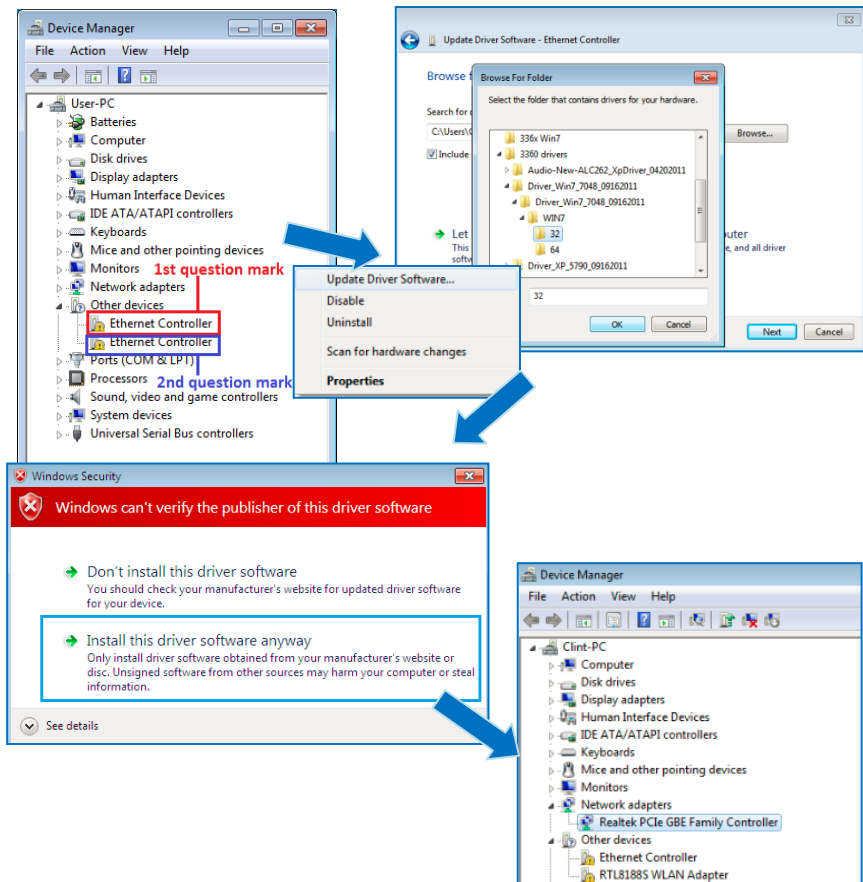 Device Manager
File Action View Help
User-PC
Batteries
Computer
Disk drives
Display adapters
Human Interface Devices
IDE ATA/ATAPI controllers
Keyboards
Mice and other pointing devices
Monitors
1st question mark
Network adapters
Other devices
Ethernet Controller
Ethernet Controller
Ports (COM & LPT)
Processors
2nd question mark
Sound, video and game controllers
System devices
Universal Serial Bus controllers
Update Driver Software - Ethernet Controller
Browse f
Search for
C:\Users\
Include
Browse...
Let
This
softw
uter
e, and all driver
Next Cancel
Browse For Folder
Select the folder that contains drivers for your hardware.
336x Win7
3360 drivers
Audio-New-ALC262_XpDriver_04202011
Driver_Win7_7048_09162011
Driver_Win7_7048_09162011
WIN7
32
64
Driver_XP_5790_09162011
32
OK Cancel
Update Driver Software...
Disable
Uninstall
Scan for hardware changes
Properties
Windows Security
Windows can't verify the publisher of this driver software
Don't install this driver software
You should check your manufacturer's website for updated driver software
for your device.
Install this driver software anyway
Only install driver software obtained from your manufacturer's website or
disc. Unsigned software from other sources may harm your computer or steal
information.
See details
Device Manager
File Action View Help
Clint-PC
Computer
Disk drives
Display adapters
Human Interface Devices
IDE ATA/ATAPI controllers
Keyboards
Mice and other pointing devices
Monitors
Network adapters
Realtek PCIe GBE Family Controller
Other devices
Ethernet Controller
RTL8188S WLAN Adapter